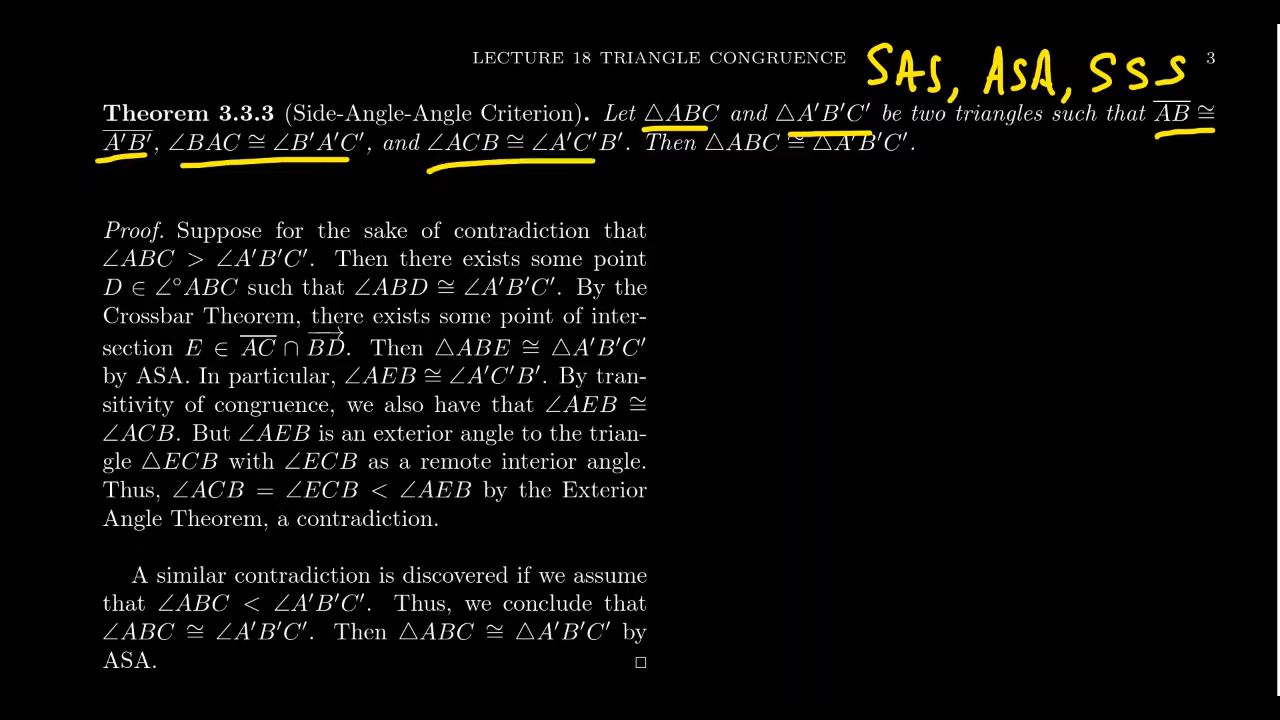 LECTURE 18 TRIANGLE CONGRUENCE SAS, ASA, SSS 3
Theorem 3.3.3 (Side-Angle-Angle Criterion). Let △ABC and △A′B′C′ be two triangles such that A̅B̅ ≅
A̅′B̅′, ∠BAC ≅ ∠B′A′C′, and ∠ACB ≅ ∠A′C′B′. Then △ABC ≅ △A′B′C′.
Proof. Suppose for the sake of contradiction that
∠ABC > ∠A′B′C′. Then there exists some point
D ∈ ∠°ABC such that ∠ABD ≅ ∠A′B′C′. By the
Crossbar Theorem, there exists some point of inter-
section E ∈ A̅C̅ ∩ B⃗D⃗. Then △ABE ≅ △A′B′C′
by ASA. In particular, ∠AEB ≅ ∠A′C′B′. By tran-
sitivity of congruence, we also have that ∠AEB ≅
∠ACB. But ∠AEB is an exterior angle to the trian-
gle △ECB with ∠ECB as a remote interior angle.
Thus, ∠ACB = ∠ECB < ∠AEB by the Exterior
Angle Theorem, a contradiction.
A similar contradiction is discovered if we assume
that ∠ABC < ∠A′B′C′. Thus, we conclude that
∠ABC ≅ ∠A′B′C′. Then △ABC ≅ △A′B′C′ by
ASA. □